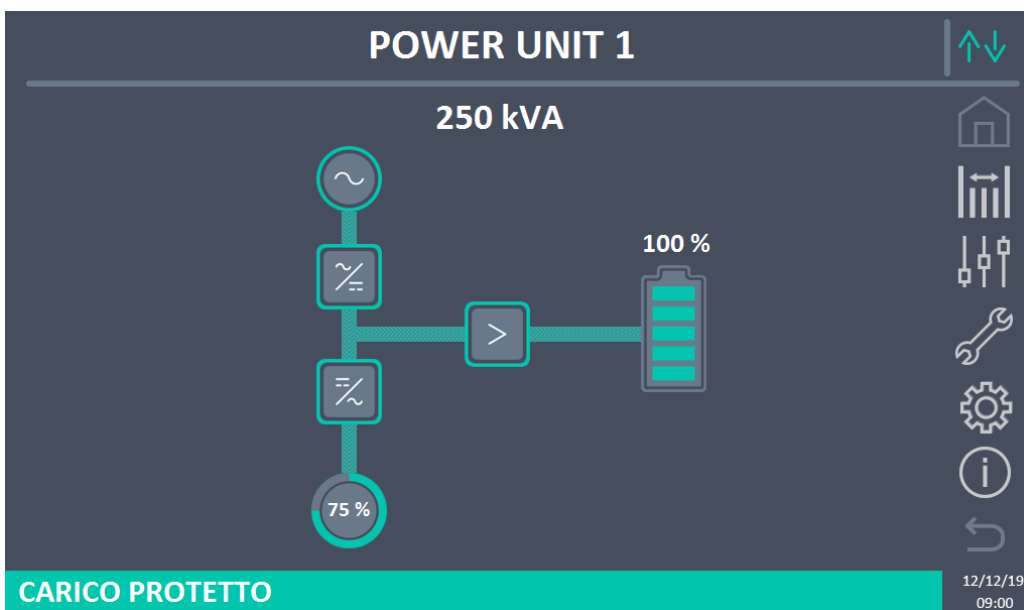 POWER UNIT 1
250 kVA
100 %
75 %
CARICO PROTETTO
12/12/19
09:00